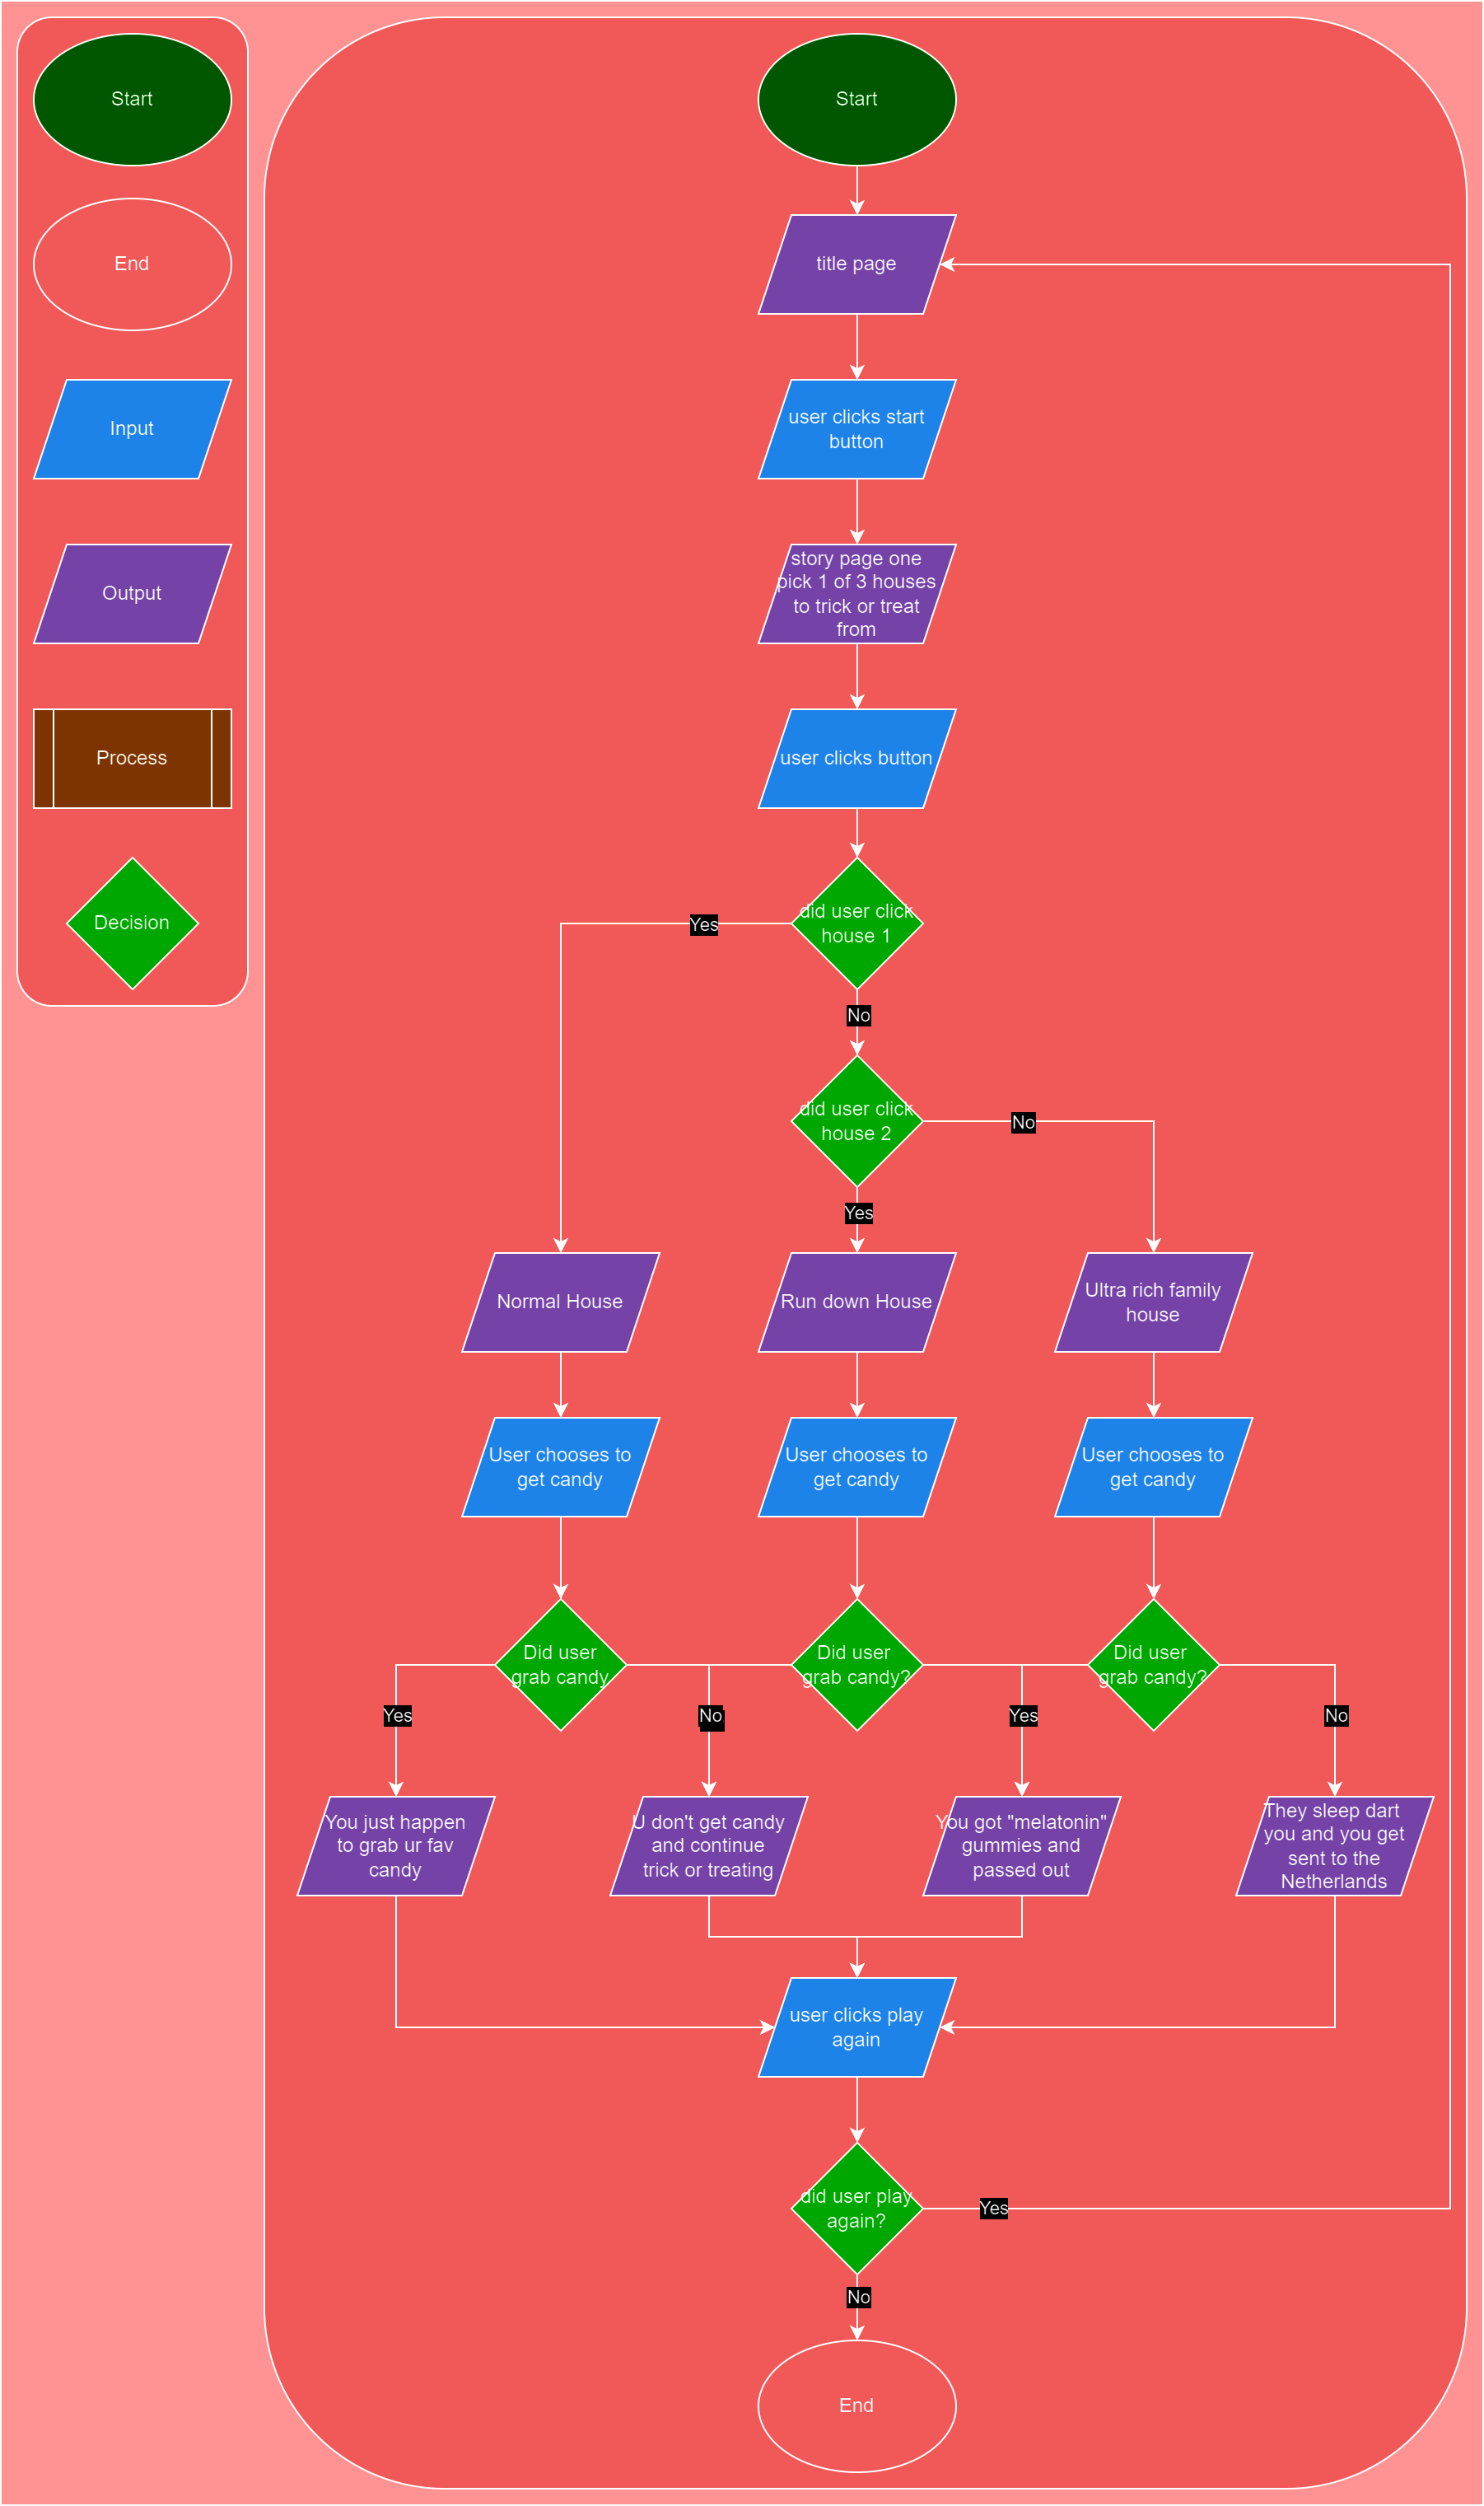 Start
End
Input
Output
Process
Decision
Start
title page
user clicks start
button
story page one
pick 1 of 3 houses
to trick or treat
from
user clicks button
did user click
house 1
Yes
No
did user click
house 2
No
Yes
Normal House
Run down House
Ultra rich family
house
User chooses to
get candy
User chooses to
get candy
User chooses to
get candy
Did user
grab candy
Did user
grab candy?
Did user
grab candy?
Yes
No
Yes
No
You just happen
to grab ur fav
candy
U don't get candy
and continue
trick or treating
You got "melatonin"
gummies and
passed out
They sleep dart
you and you get
sent to the
Netherlands
user clicks play
again
did user play
again?
Yes
No
End